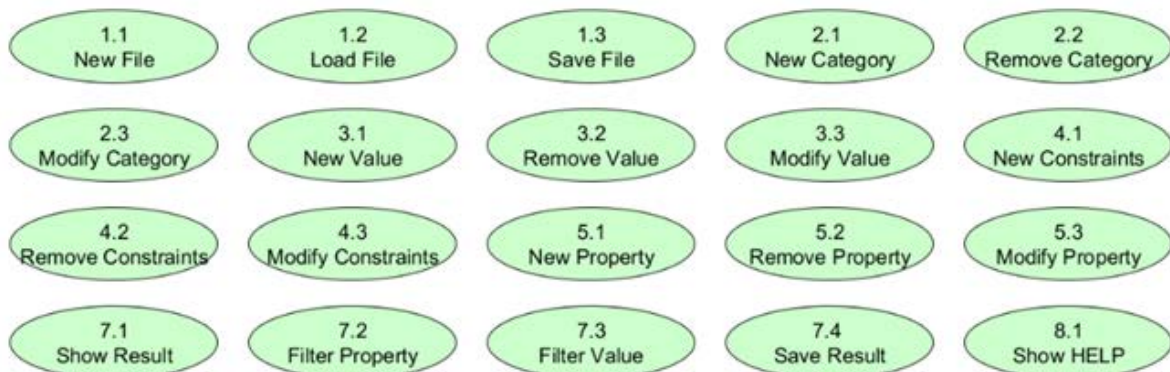 1.1
New File
1.2
Load File
1.3
Save File
2.1
New Category
2.2
Remove Category
2.3
Modify Category
3.1
New Value
3.2
Remove Value
3.3
Modify Value
4.1
New Constraints
4.2
Remove Constraints
4.3
Modify Constraints
5.1
New Property
5.2
Remove Property
5.3
Modify Property
7.1
Show Result
7.2
Filter Property
7.3
Filter Value
7.4
Save Result
8.1
Show HELP